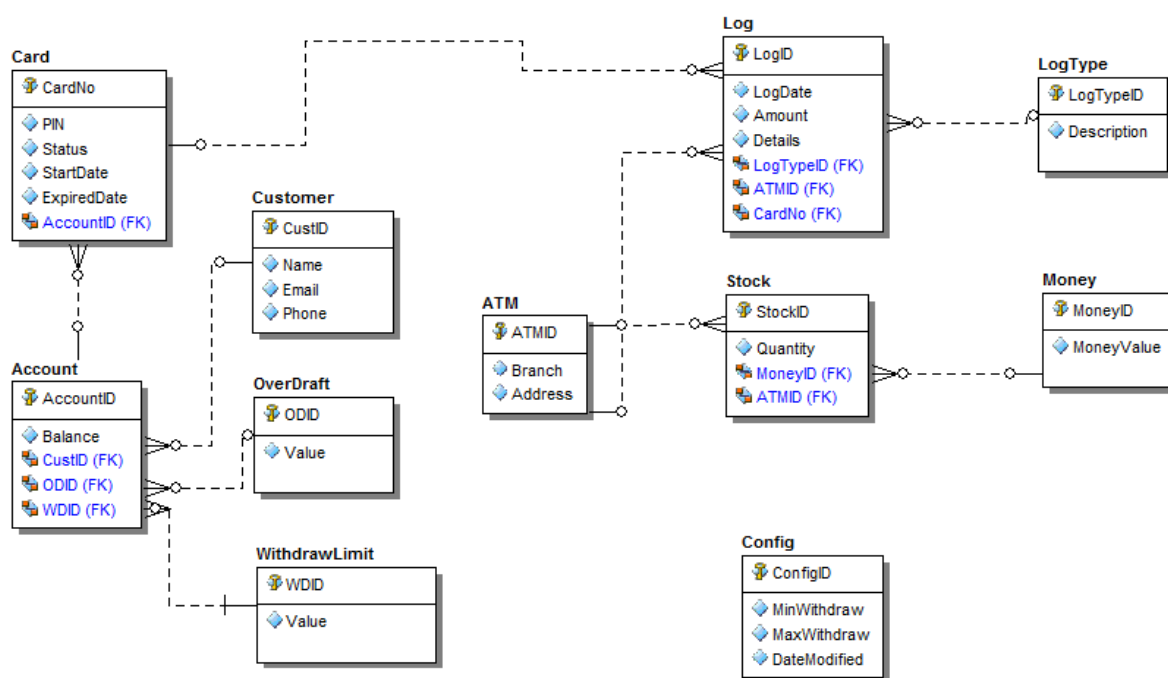 Card
CardNo
PIN
Status
StartDate
ExpiredDate
AccountID (FK)
Customer
CustID
Name
Email
Phone
Account
AccountID
Balance
CustID (FK)
ODID (FK)
WDID (FK)
OverDraft
ODID
Value
WithdrawLimit
WDID
Value
ATM
ATMID
Branch
Address
Log
LogID
LogDate
Amount
Details
LogTypeID (FK)
ATMID (FK)
CardNo (FK)
LogType
LogTypeID
Description
Stock
StockID
Quantity
MoneyID (FK)
ATMID (FK)
Money
MoneyID
MoneyValue
Config
ConfigID
MinWithdraw
MaxWithdraw
DateModified